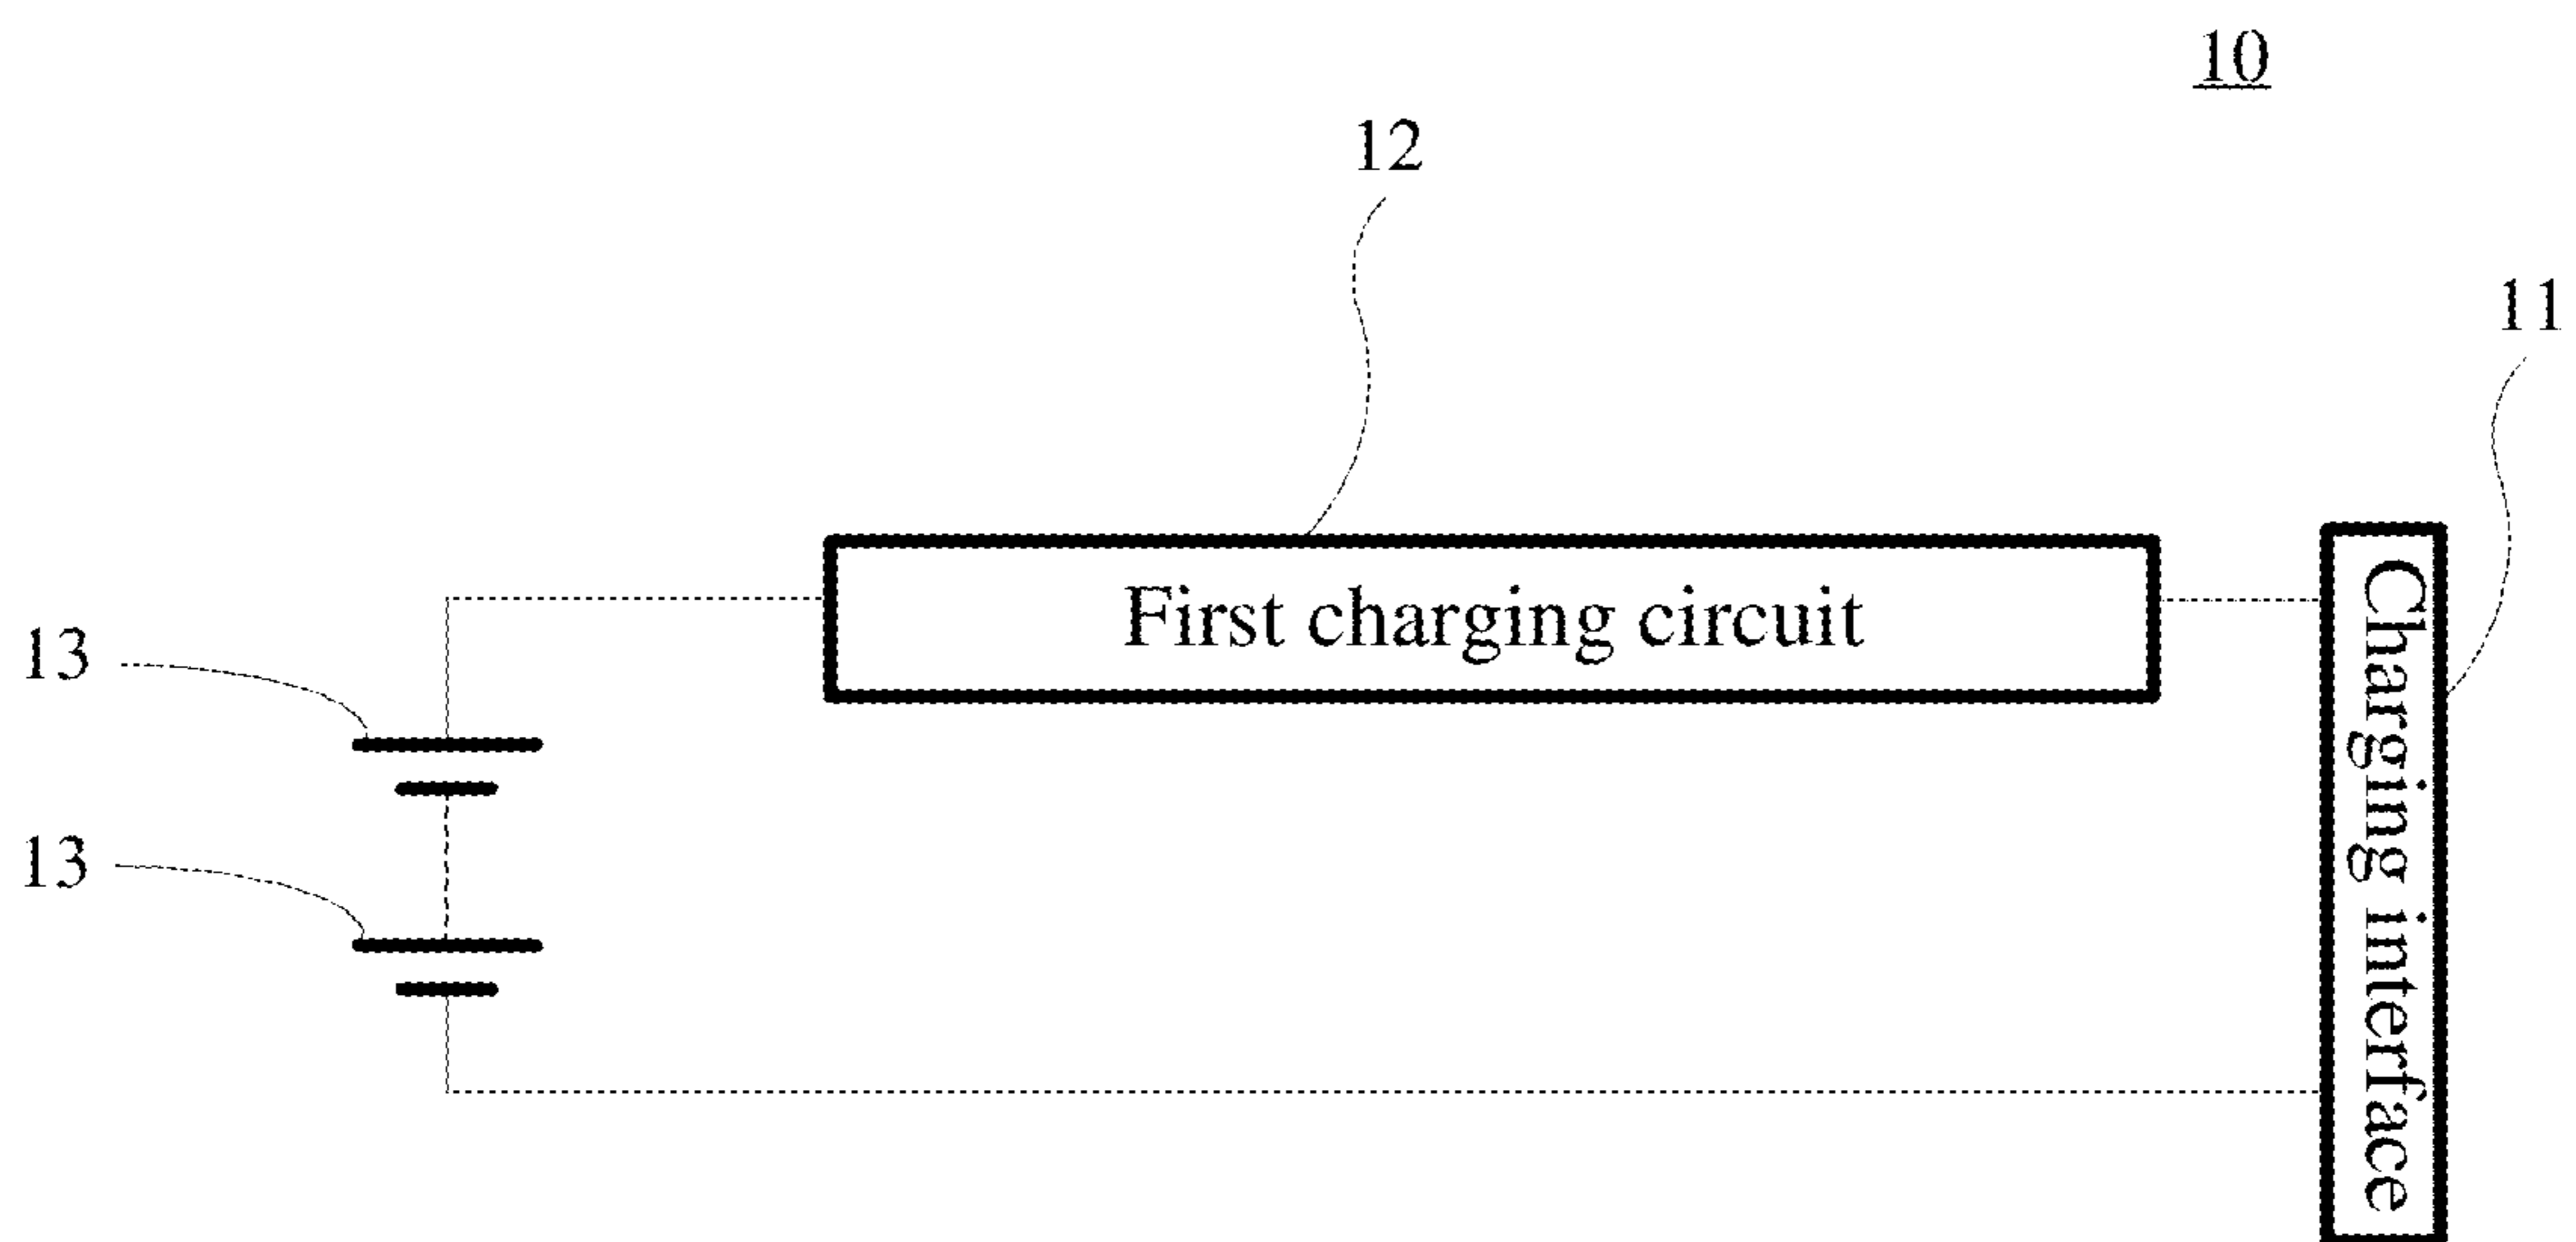 10
12
11
First charging circuit
Charging interface
13
13